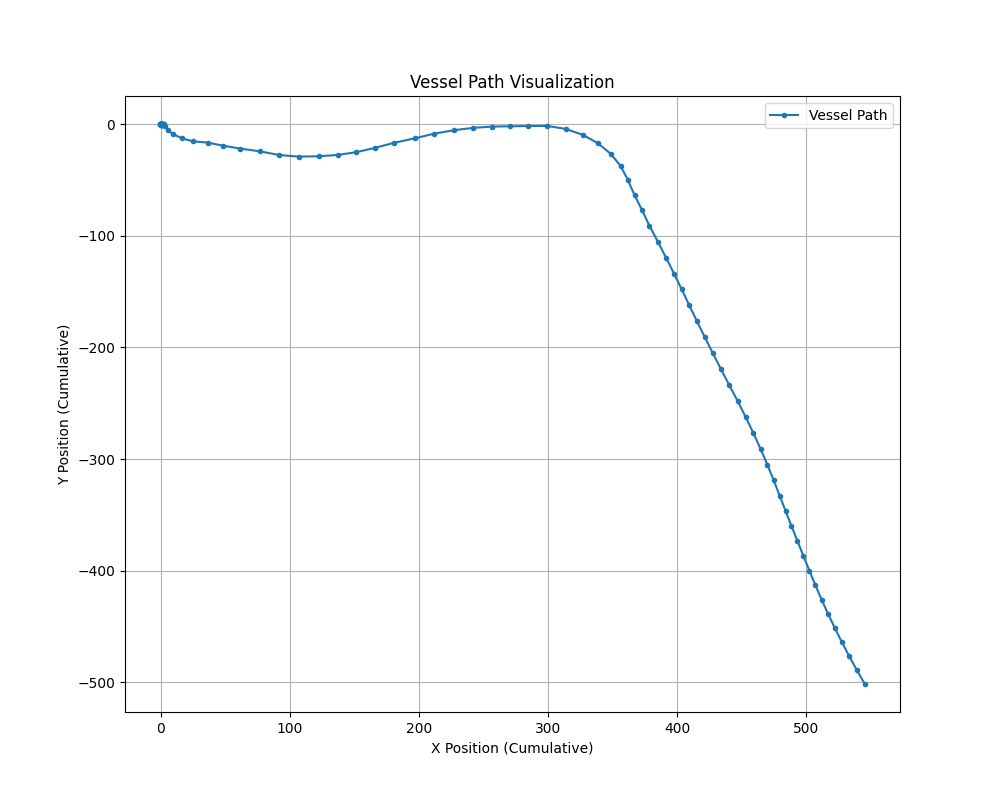 Vessel Path Visualization
Vessel Path
0
−100
−200
−300
−400
−500
Y Position (Cumulative)
0 100 200 300 400 500
X Position (Cumulative)